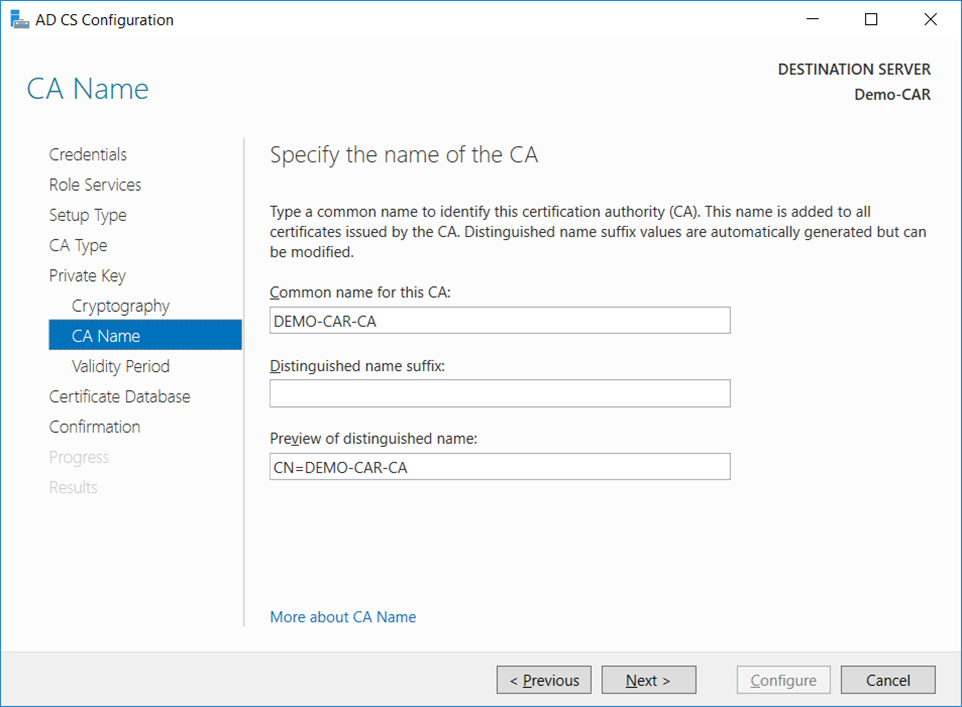 AD CS Configuration
CA Name
DESTINATION SERVER
Demo-CAR
Credentials
Role Services
Setup Type
CA Type
Private Key
Cryptography
CA Name
Validity Period
Certificate Database
Confirmation
Progress
Results
Specify the name of the CA
Type a common name to identify this certification authority (CA). This name is added to all
certificates issued by the CA. Distinguished name suffix values are automatically generated but can
be modified.
Common name for this CA:
DEMO-CAR-CA
Distinguished name suffix:
Preview of distinguished name:
CN=DEMO-CAR-CA
More about CA Name
< Previous
Next >
Configure
Cancel